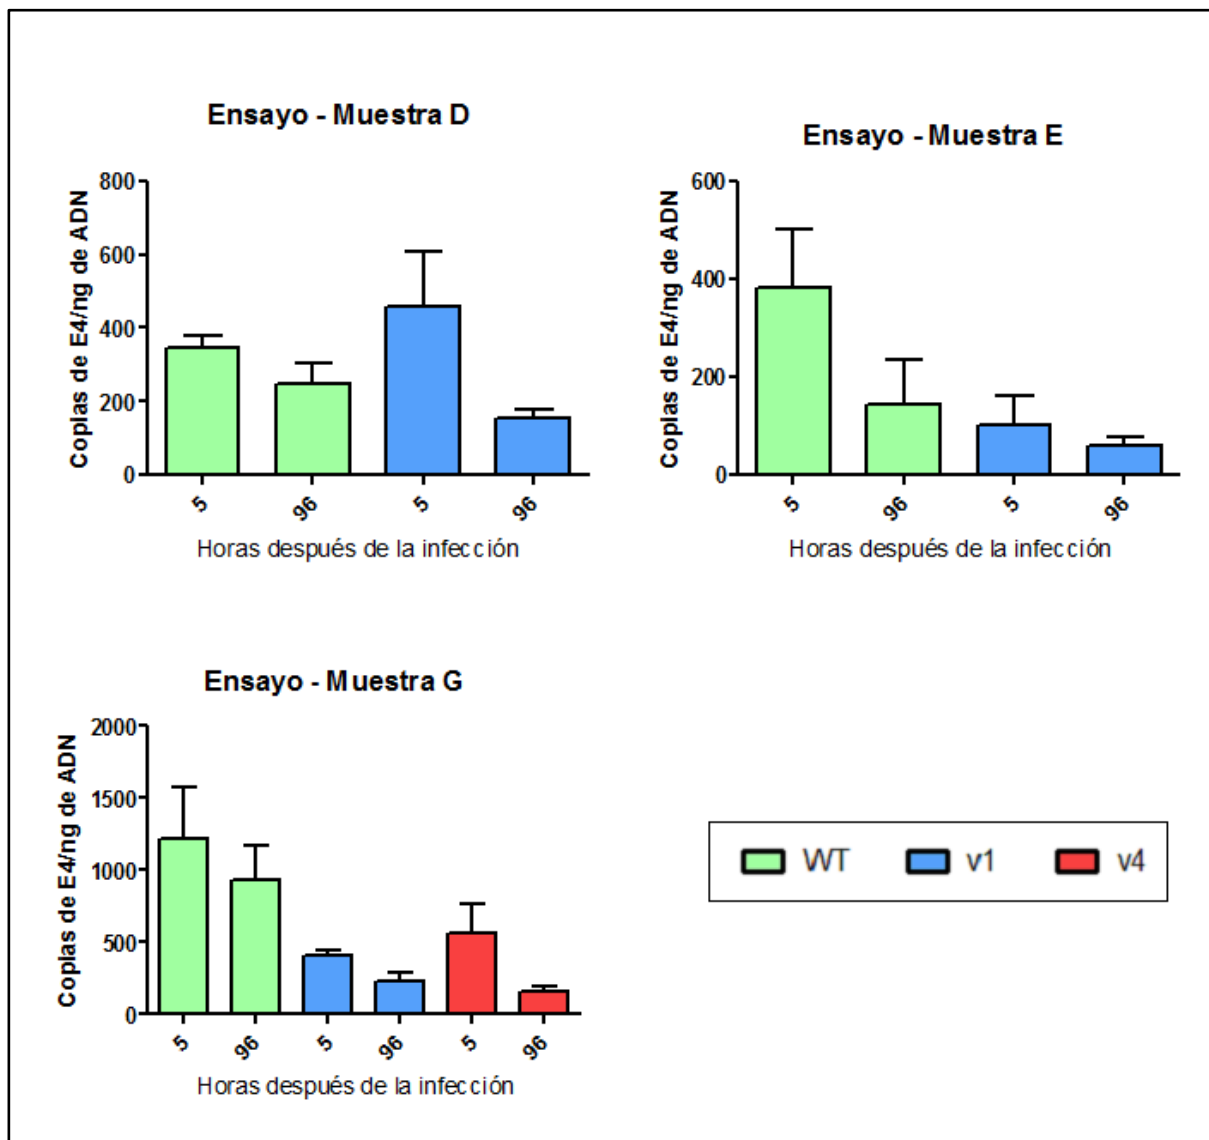 Ensayo - Muestra D
Copias de E4/ng de ADN
800
600
400
200
0
5
96
5
96
Horas después de la infección
Ensayo - Muestra E
Copias de E4/ng de ADN
600
400
200
0
5
96
5
96
Horas después de la infección
Ensayo - Muestra G
Copias de E4/ng de ADN
2000
1500
1000
500
0
5
96
5
96
5
96
Horas después de la infección
WT
v1
v4